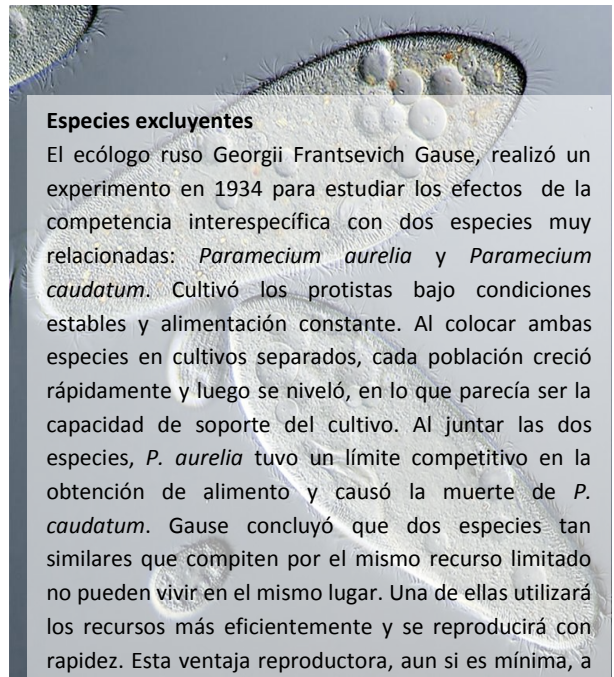 Especies excluyentes
El ecólogo ruso Georgii Frantsevich Gause, realizó un
experimento en 1934 para estudiar los efectos de la
competencia interespecífica con dos especies muy
relacionadas: Paramecium aurelia y Paramecium
caudatum. Cultivó los protistas bajo condiciones
estables y alimentación constante. Al colocar ambas
especies en cultivos separados, cada población creció
rápidamente y luego se niveló, en lo que parecía ser la
capacidad de soporte del cultivo. Al juntar las dos
especies, P. aurelia tuvo un límite competitivo en la
obtención de alimento y causó la muerte de P.
caudatum. Gause concluyó que dos especies tan
similares que compiten por el mismo recurso limitado
no pueden vivir en el mismo lugar. Una de ellas utilizará
los recursos más eficientemente y se reproducirá con
rapidez. Esta ventaja reproductora, aun si es mínima, a